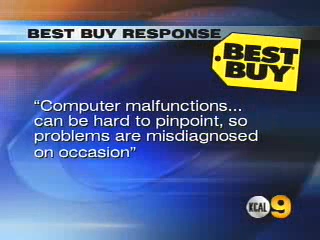 BEST BUY RESPONSE
BEST
BUY
“Computer malfunctions...
can be hard to pinpoint, so
problems are misdiagnosed
on occasion”
KCAL 9